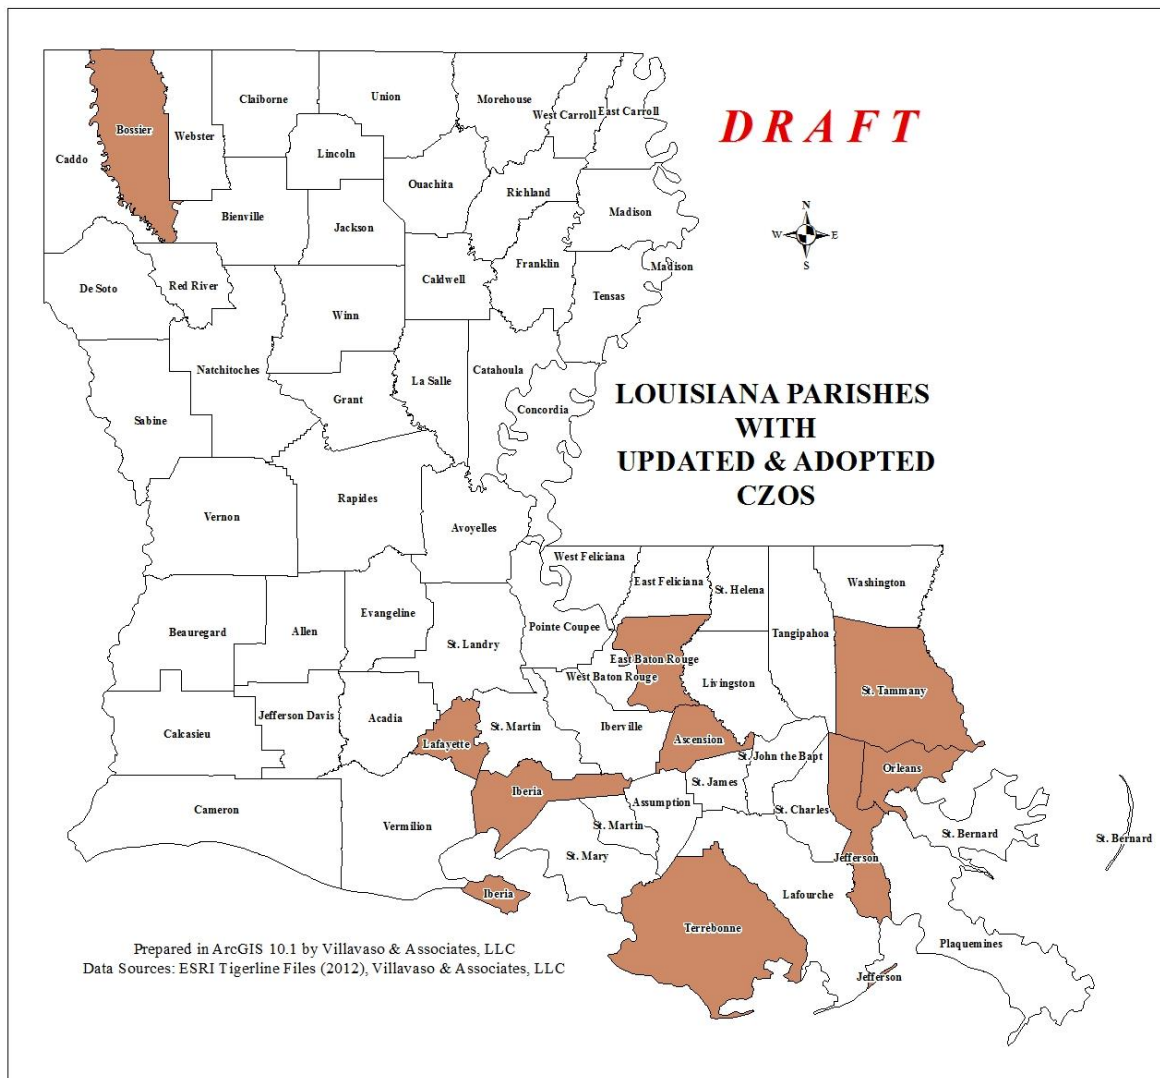 Claiborne
Union
Morehouse
West Carroll
East Carroll
D R A F T
Bossier
Webster
Caddo
Lincoln
Ouachita
Richland
Madison
Bienville
Jackson
N
W
E
S
Franklin
Madison
Caldwell
De Soto
Red River
Tensas
Winn
Natchitoches
La Salle
Catahoula
Grant
Concordia
Sabine
LOUISIANA PARISHES
WITH
UPDATED & ADOPTED
CZOS
Rapides
Vernon
Avoyelles
West Feliciana
East Feliciana
St. Helena
Washington
Evangeline
Beauregard
Allen
Pointe Coupee
Tangipahoa
St. Landry
East Baton Rouge
West Baton Rouge
Livingston
St. Tammany
Jefferson Davis
Acadia
Calcasieu
St. Martin
Iberville
Lafayette
Ascension
St. John the Bapt
Orleans
St. James
Iberia
Assumption
Cameron
Vermilion
St. Martin
St. Charles
St. Bernard
St. Bernard
St. Mary
Jefferson
Iberia
Lafourche
Terrebonne
Plaquemines
Jefferson
Prepared in ArcGIS 10.1 by Villavaso & Associates, LLC
Data Sources: ESRI Tigerline Files (2012), Villavaso & Associates, LLC